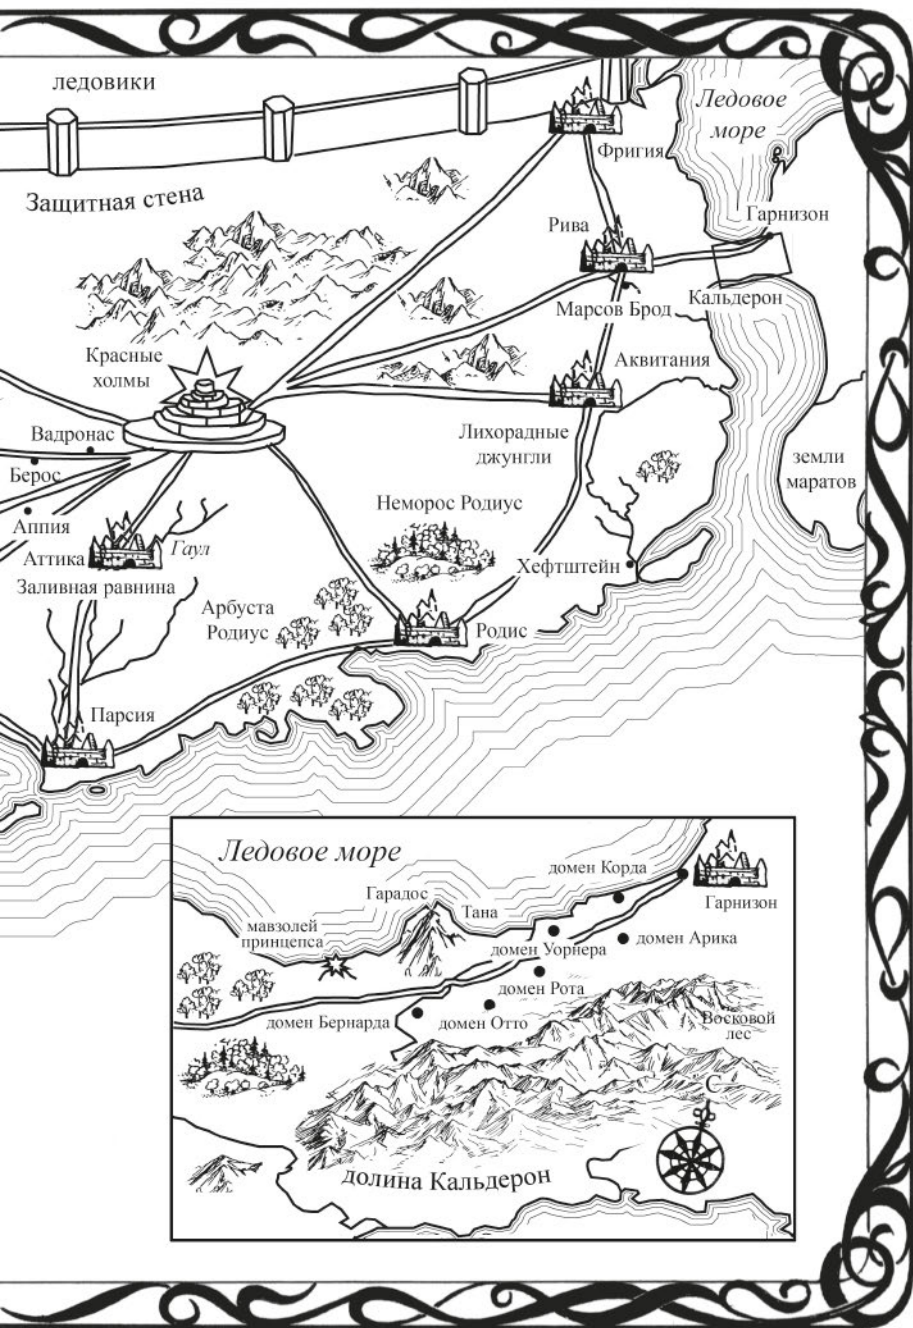 ледовики
Ледовое
море
Фригия
Защитная стена
Гарнизон
Рива
Марсов Брод
Кальдерон
Красные
холмы
Аквитания
Вадронас
Лихорадные
джунгли
земли
маратов
Берос
Неморос Родиус
Аппия
Аттика
Гаул
Заливная равнина
Хефтштейн
Арбуста
Родиус
Родис
Парсия
Ледовое море
домен Корда
Гарнизон
Гарадос
Тана
мавзолей
принцепса
домен Уорнера
домен Арика
домен Рота
домен Бернарда
домен Отто
Восковой
лес
С
долина Кальдерон